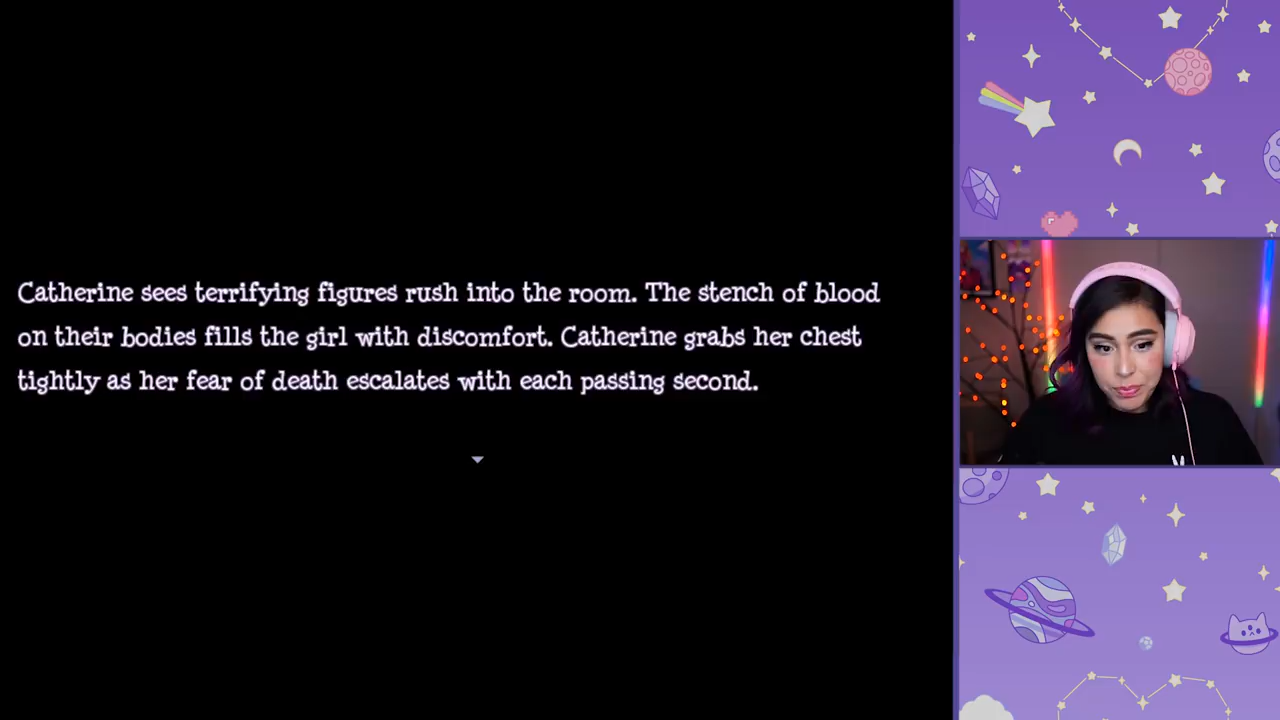 Catherine sees terrifying figures rush into the room. The stench of blood
on their bodies fills the girl with discomfort. Catherine grabs her chest
tightly as her fear of death escalates with each passing second.